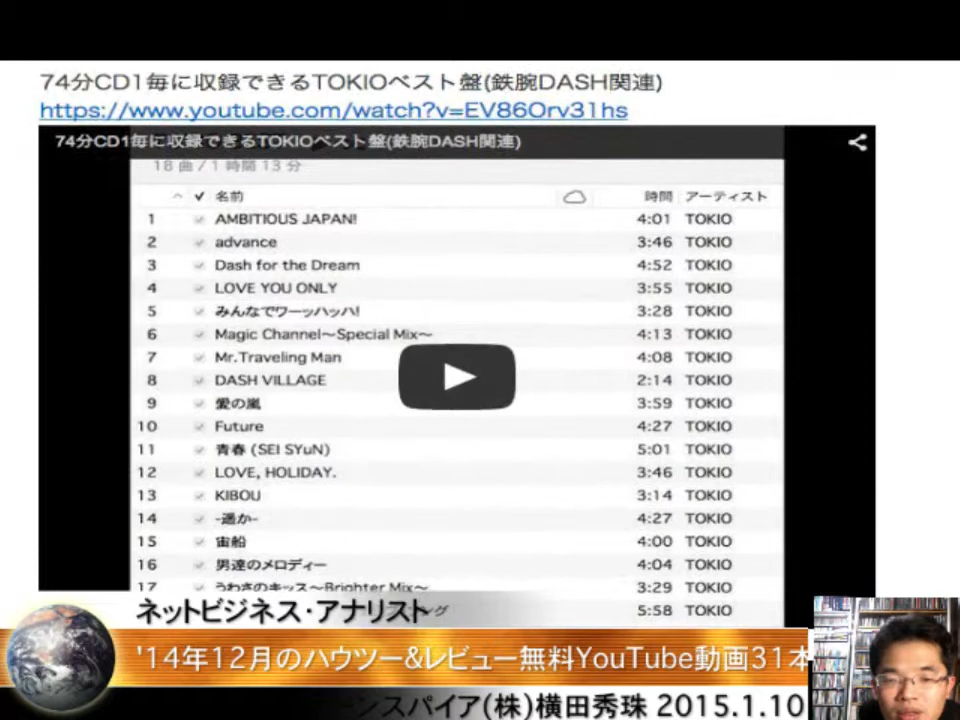 74分CD1毎に収録できるTOKIOベスト盤(鉄腕DASH関連)
https://www.youtube.com/watch?v=EV86Orv31hs
74分CD1毎に収録できるTOKIOベスト盤(鉄腕DASH関連)
18 曲 / 1 時間 13 分
名前 時間 アーティスト
1 AMBITIOUS JAPAN! 4:01 TOKIO
2 advance 3:46 TOKIO
3 Dash for the Dream 4:52 TOKIO
4 LOVE YOU ONLY 3:55 TOKIO
5 みんなでワーッハッハ! 3:28 TOKIO
6 Magic Channel〜Special Mix〜 4:13 TOKIO
7 Mr.Traveling Man 4:08 TOKIO
8 DASH VILLAGE 2:14 TOKIO
9 愛の嵐 3:59 TOKIO
10 Future 4:27 TOKIO
11 青春 (SEI SYuN) 5:01 TOKIO
12 LOVE, HOLIDAY. 3:46 TOKIO
13 KIBOU 3:14 TOKIO
14 -遥か- 4:27 TOKIO
15 宙船 4:00 TOKIO
16 男達のメロディー 4:04 TOKIO
17 うわさのキッス〜Brighter Mix〜 3:29 TOKIO
グ 5:58 TOKIO
ネットビジネス・アナリスト
'14年12月のハウツー&レビュー無料YouTube動画31本
ーンスパイア(株)横田秀珠 2015.1.10